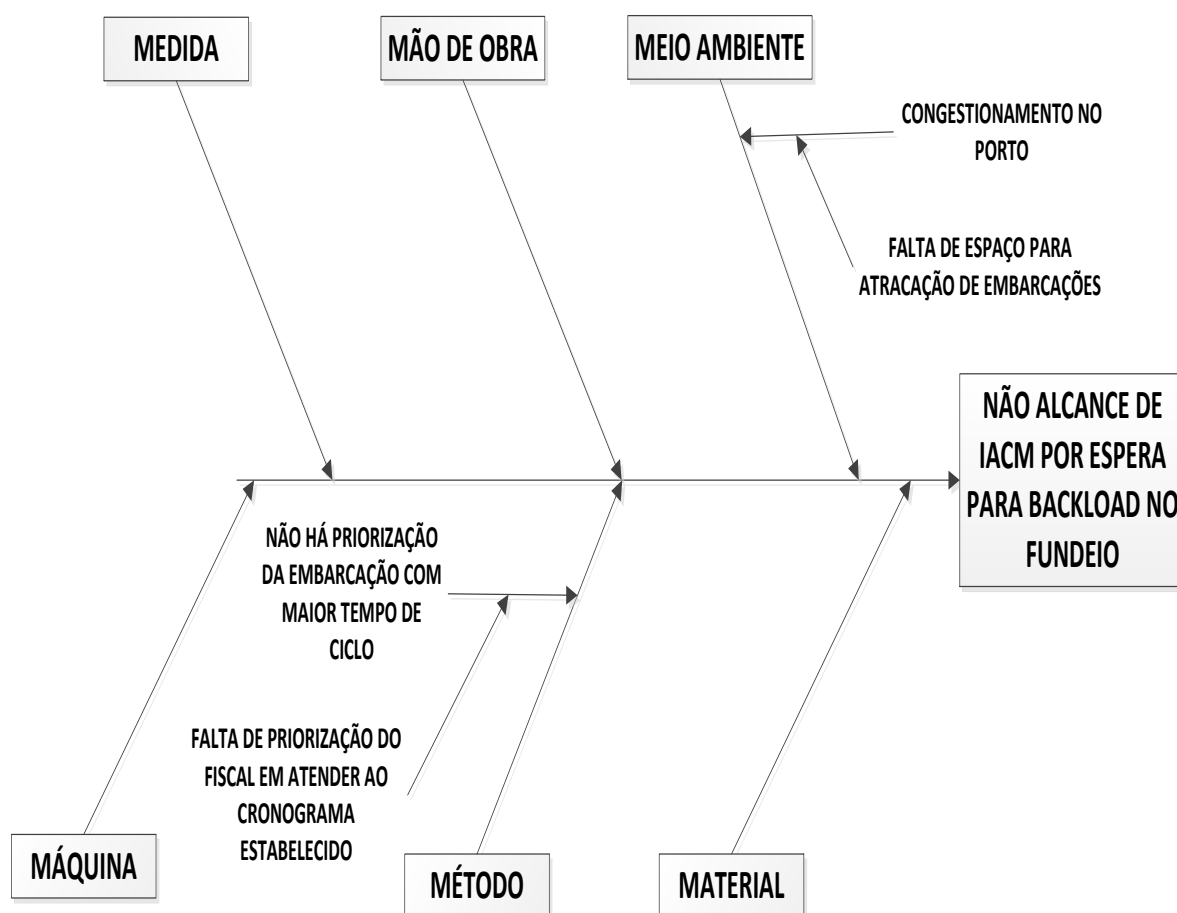 MEDIDA
MÃO DE OBRA
MEIO AMBIENTE
CONGESTIONAMENTO NO
PORTO
FALTA DE ESPAÇO PARA
ATRACAÇÃO DE EMBARCAÇÕES
NÃO ALCANCE DE
IACM POR ESPERA
PARA BACKLOAD NO
FUNDEIO
NÃO HÁ PRIORIZAÇÃO
DA EMBARCAÇÃO COM
MAIOR TEMPO DE
CICLO
FALTA DE PRIORIZAÇÃO DO
FISCAL EM ATENDER AO
CRONOGRAMA
ESTABELECIDO
MÁQUINA
MÉTODO
MATERIAL